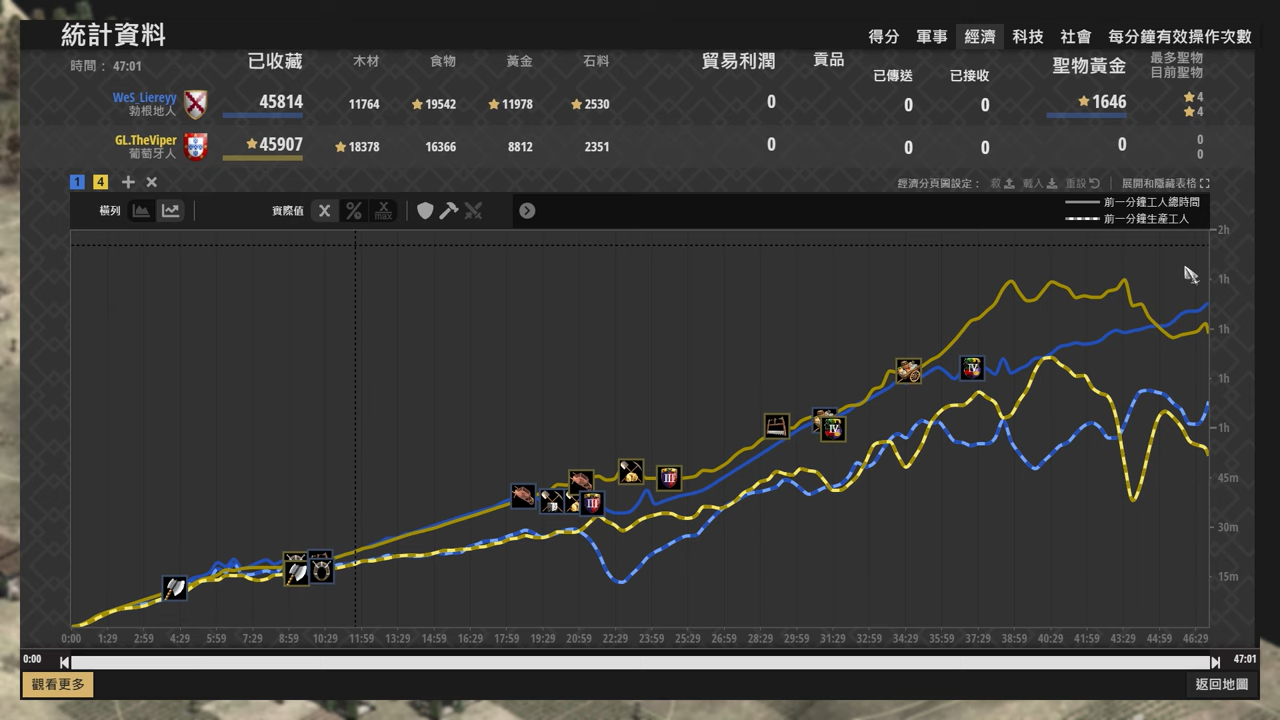 統計資料
得分 軍事 經濟 科技 社會 每分鐘有效操作次數
時間： 47:01
已收藏 木材 食物 黃金 石料 貿易利潤 貢品 已傳送 已接收 聖物黃金 最多聖物
目前聖物
WeS_Liereyy
勃根地人
45814 11764 19542 11978 2530 0 0 0 1646 4
4
GL.TheViper
葡萄牙人
45907 18378 16366 8812 2351 0 0 0 0 0
0
1 4
經濟分頁圖設定： 載入 重設 展開和隱藏表格
橫列 實際值 X % X max
前一分鐘工人總時間
前一分鐘生產工人
2h
1h
1h
1h
1h
45m
30m
15m
III
III
IV
IV
0:00 1:29 2:59 4:29 5:59 7:29 8:59 10:29 11:59 13:29 14:59 16:29 17:59 19:29 20:59 22:29 23:59 25:29 26:59 28:29 29:59 31:29 32:59 34:29 35:59 37:29 38:59 40:29 41:59 43:29 44:59 46:29
0:00 47:01
觀看更多 返回地圖